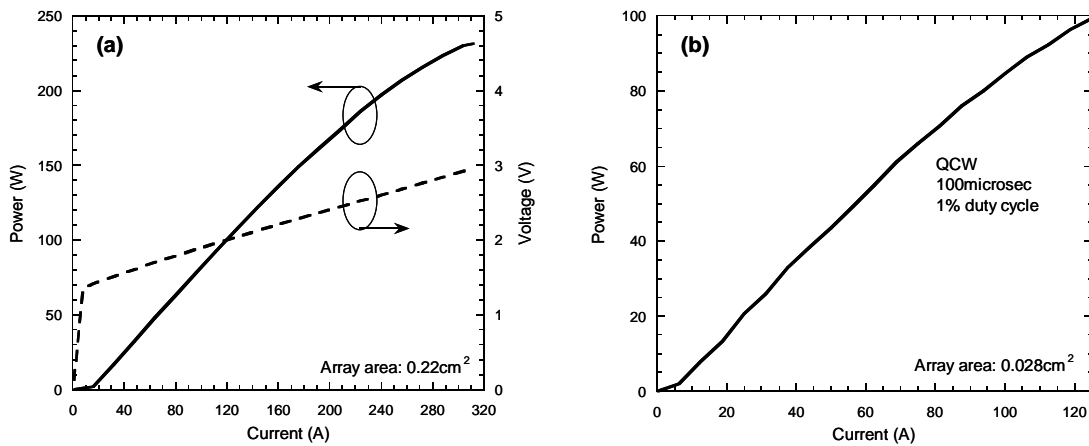 (a)
Power (W)
250
200
150
100
50
0
Voltage (V)
5
4
3
2
1
0
Array area: 0.22cm2
0 40 80 120 160 200 240 280 320
Current (A)
(b)
Power (W)
100
80
60
40
20
0
QCW
100microsec
1% duty cycle
Array area: 0.028cm2
0 20 40 60 80 100 120
Current (A)